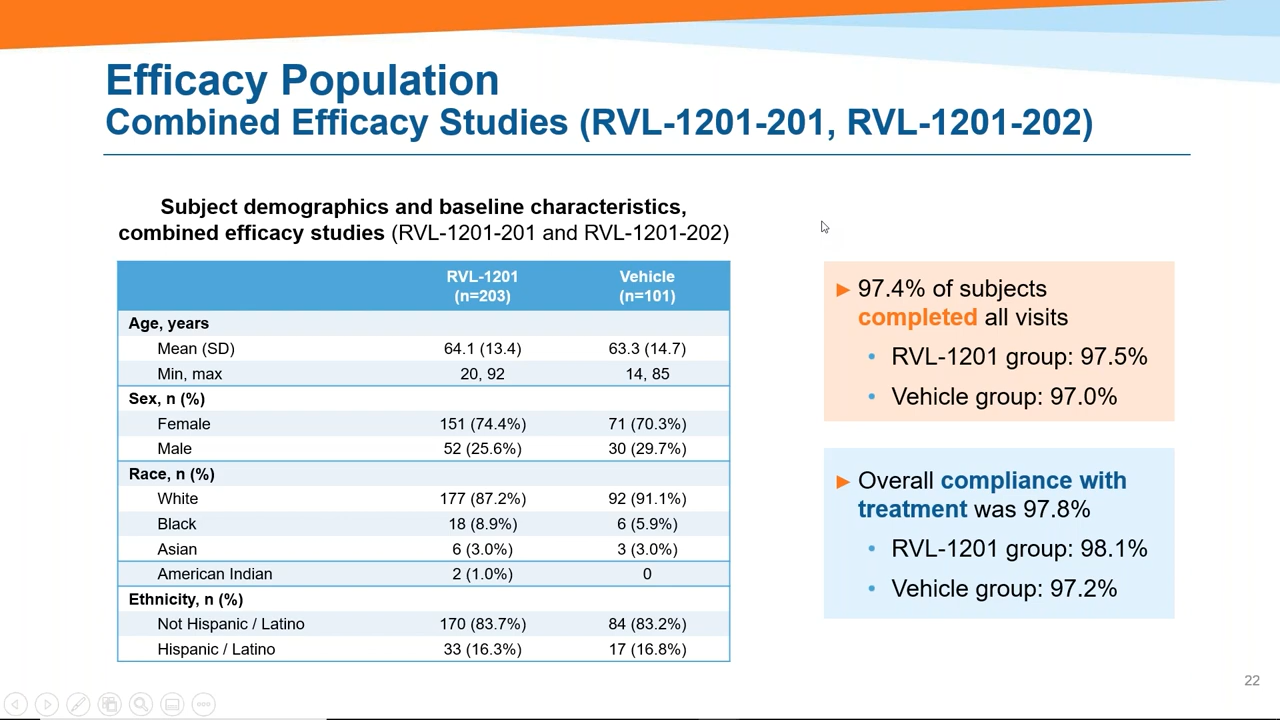 Efficacy Population
Combined Efficacy Studies (RVL-1201-201, RVL-1201-202)
Subject demographics and baseline characteristics,
combined efficacy studies (RVL-1201-201 and RVL-1201-202)
RVL-1201 Vehicle
(n=203) (n=101)
Age, years
Mean (SD) 64.1 (13.4) 63.3 (14.7)
Min, max 20, 92 14, 85
Sex, n (%)
Female 151 (74.4%) 71 (70.3%)
Male 52 (25.6%) 30 (29.7%)
Race, n (%)
White 177 (87.2%) 92 (91.1%)
Black 18 (8.9%) 6 (5.9%)
Asian 6 (3.0%) 3 (3.0%)
American Indian 2 (1.0%) 0
Ethnicity, n (%)
Not Hispanic / Latino 170 (83.7%) 84 (83.2%)
Hispanic / Latino 33 (16.3%) 17 (16.8%)
► 97.4% of subjects
completed all visits
• RVL-1201 group: 97.5%
• Vehicle group: 97.0%
► Overall compliance with
treatment was 97.8%
• RVL-1201 group: 98.1%
• Vehicle group: 97.2%
22